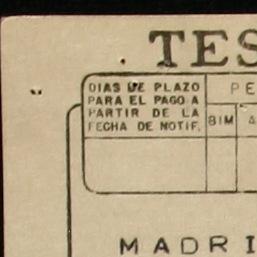 TES
DIAS DE PLAZO
PARA EL PAGO A
PARTIR DE LA
FECHA DE NOTIF.
PE
BIM
A
MADRI